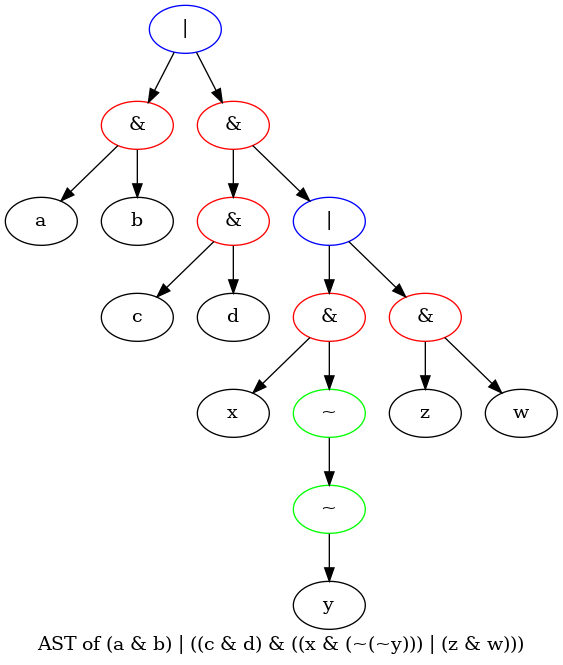 |
& &
a b & |
c d & &
x ~ z w
~
y
AST of (a & b) | ((c & d) & ((x & (~(~y))) | (z & w)))